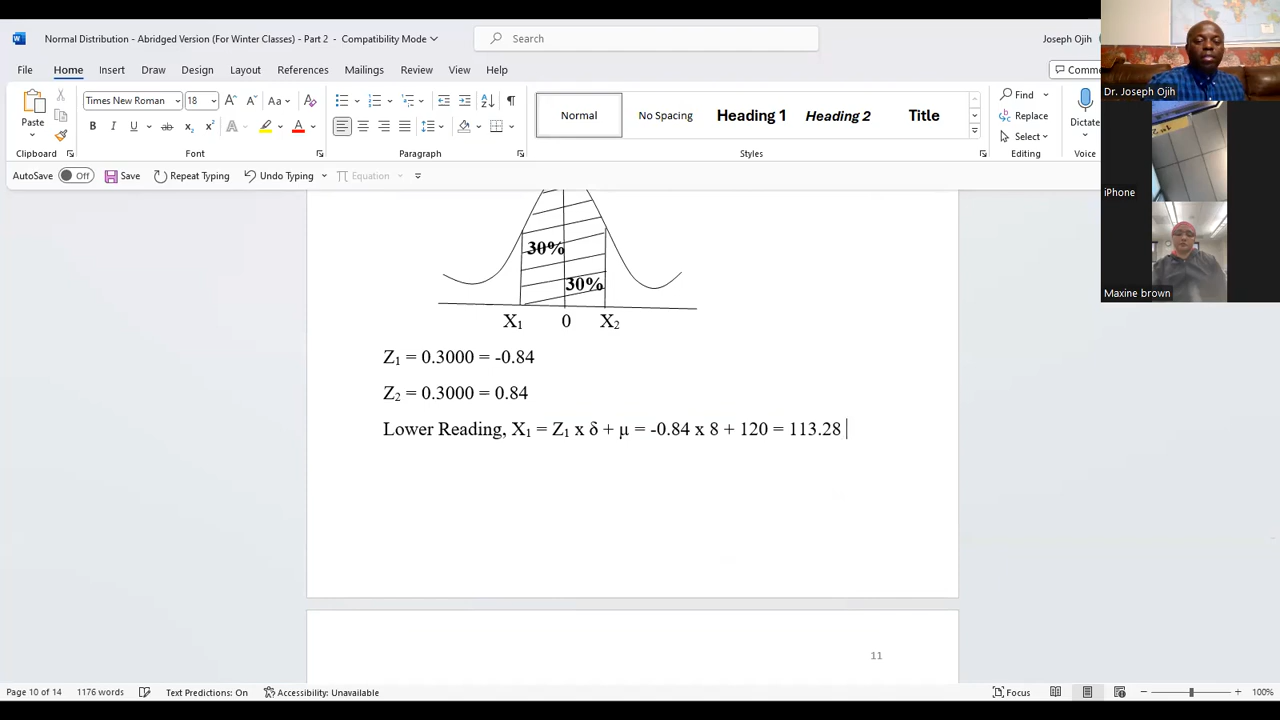 Normal Distribution - Abridged Version (For Winter Classes) - Part 2 - Compatibility Mode
Search
Joseph Ojih
Dr. Joseph Ojih
File Home Insert Draw Design Layout References Mailings Review View Help
Comme
Paste
Times New Roman 18
Aa
B I U ab x₂ x² A A
Normal
No Spacing
Heading 1
Heading 2
Title
Find
Replace
Select
Dictate
Clipboard Font Paragraph Styles Editing Voice
AutoSave Off Save Repeat Typing Undo Typing Equation
iPhone
Maxine brown
30%
30%
X₁ 0 X₂
Z₁ = 0.3000 = -0.84
Z₂ = 0.3000 = 0.84
Lower Reading, X₁ = Z₁ x δ + µ = -0.84 x 8 + 120 = 113.28
11
Page 10 of 14 1176 words Text Predictions: On Accessibility: Unavailable Focus 100%